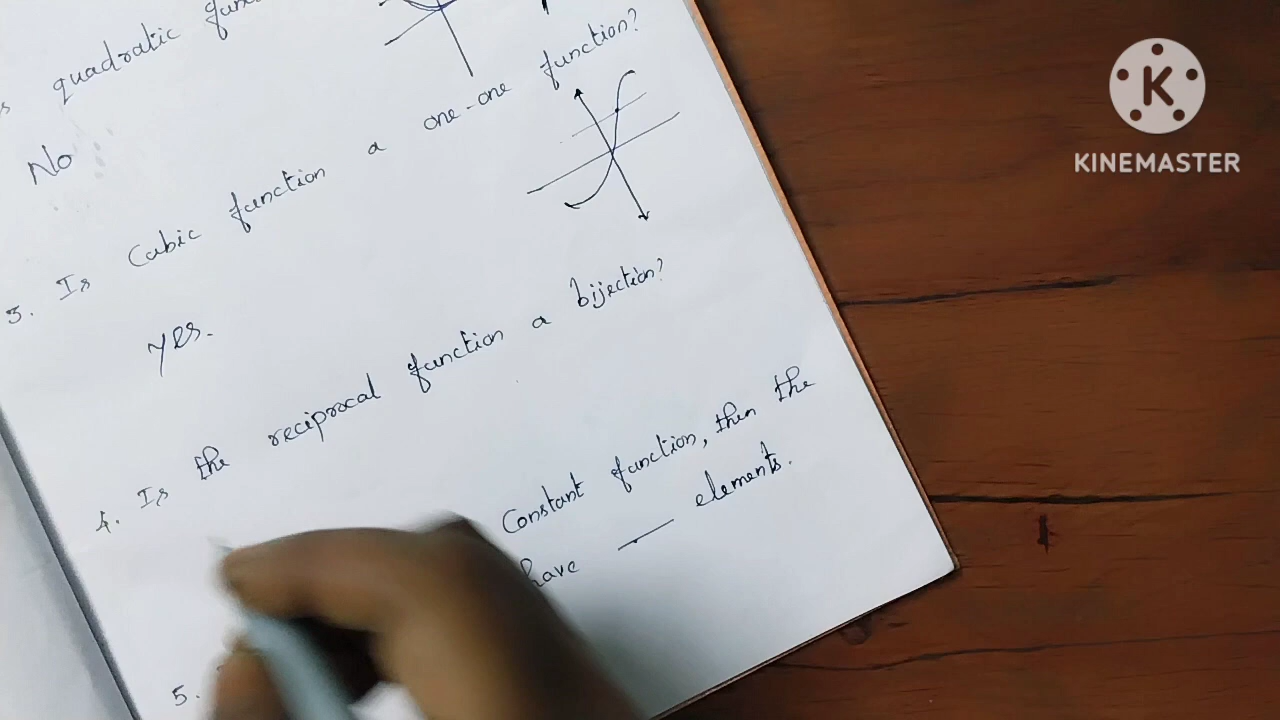 quadratic
No
3. Is Cubic function a one-one function?
yes.
4. Is the reciprocal function a bijection?
5.
Constant function, then the
have ___ elements.
K
KINEMASTER